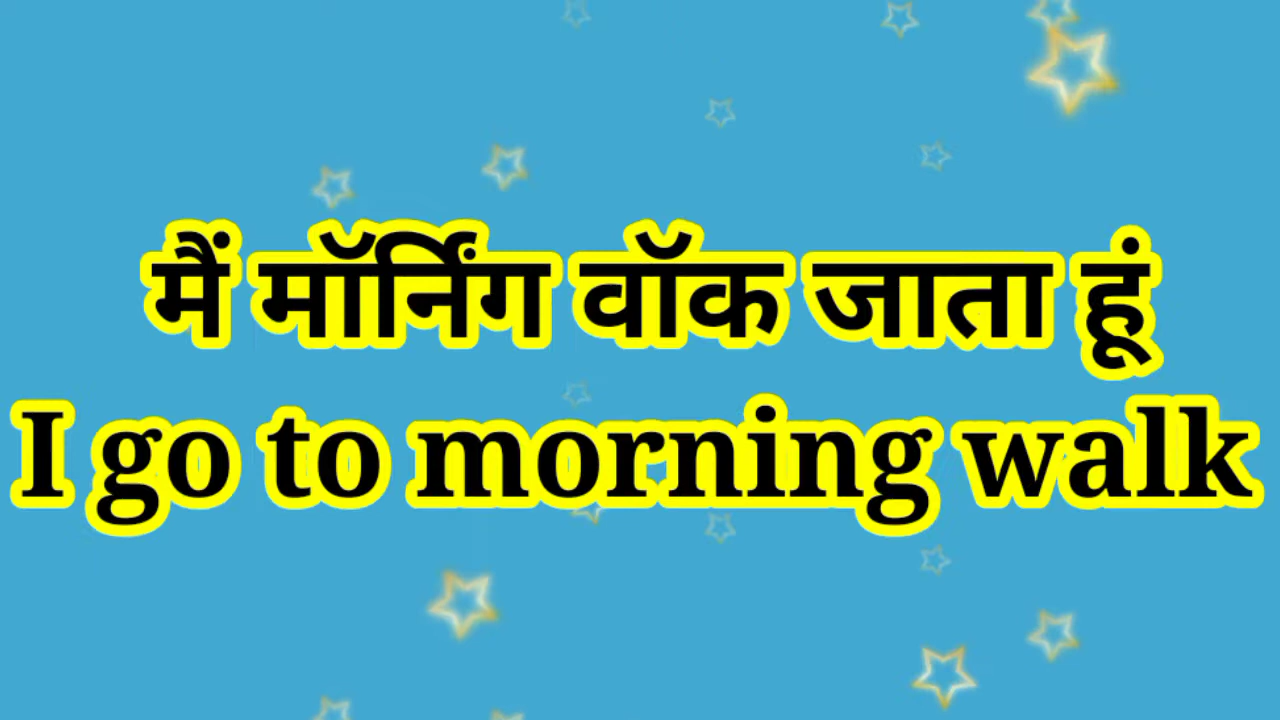 मैं मॉर्निंग वॉक जाता हूं
I go to morning walk